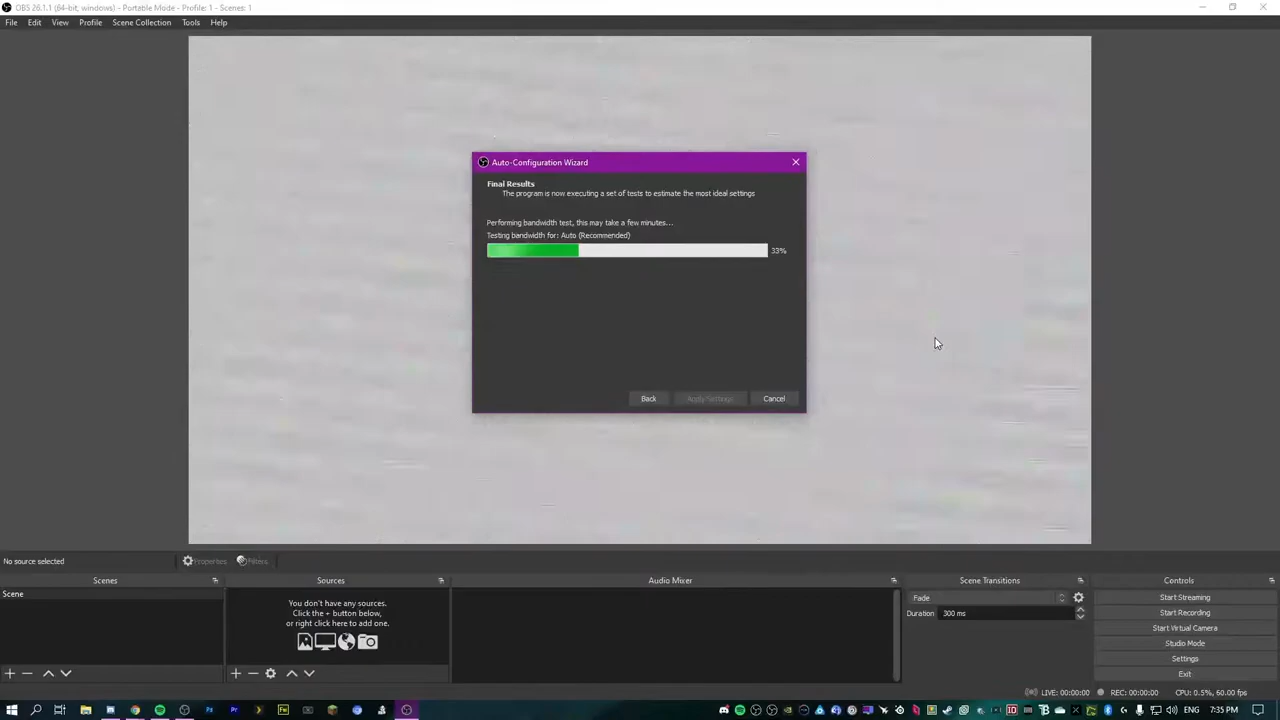 OBS 26.1.1 (64-bit, windows) - Portable Mode - Profile: 1 - Scenes: 1
File Edit View Profile Scene Collection Tools Help
Auto-Configuration Wizard
Final Results
The program is now executing a set of tests to estimate the most ideal settings
Performing bandwidth test, this may take a few minutes...
Testing bandwidth for: Auto (Recommended)
33%
Back Apply Settings Cancel
No source selected Properties Filters
Scenes Sources Audio Mixer Scene Transitions Controls
Scene
You don't have any sources.
Click the + button below,
or right click here to add one.
Fade
Duration 300 ms
Start Streaming
Start Recording
Start Virtual Camera
Studio Mode
Settings
Exit
LIVE: 00:00:00 REC: 00:00:00 CPU: 0.5%, 60.00 fps
7:35 PM